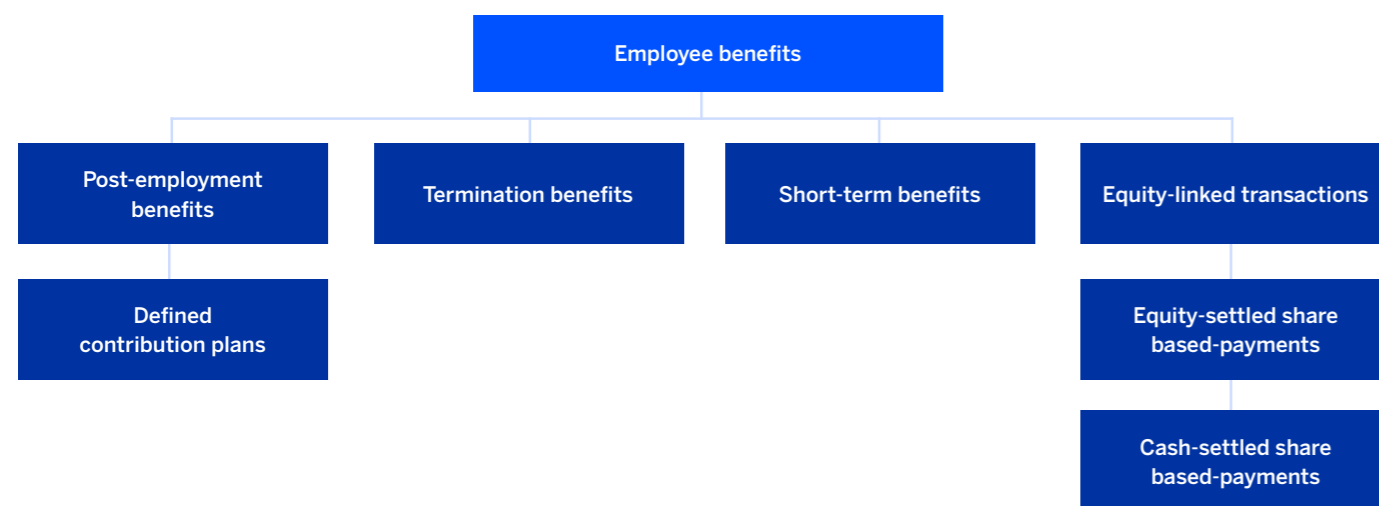 Employee benefits
Post-employment
benefits
Termination benefits
Short-term benefits
Equity-linked transactions
Defined
contribution plans
Equity-settled share
based-payments
Cash-settled share
based-payments